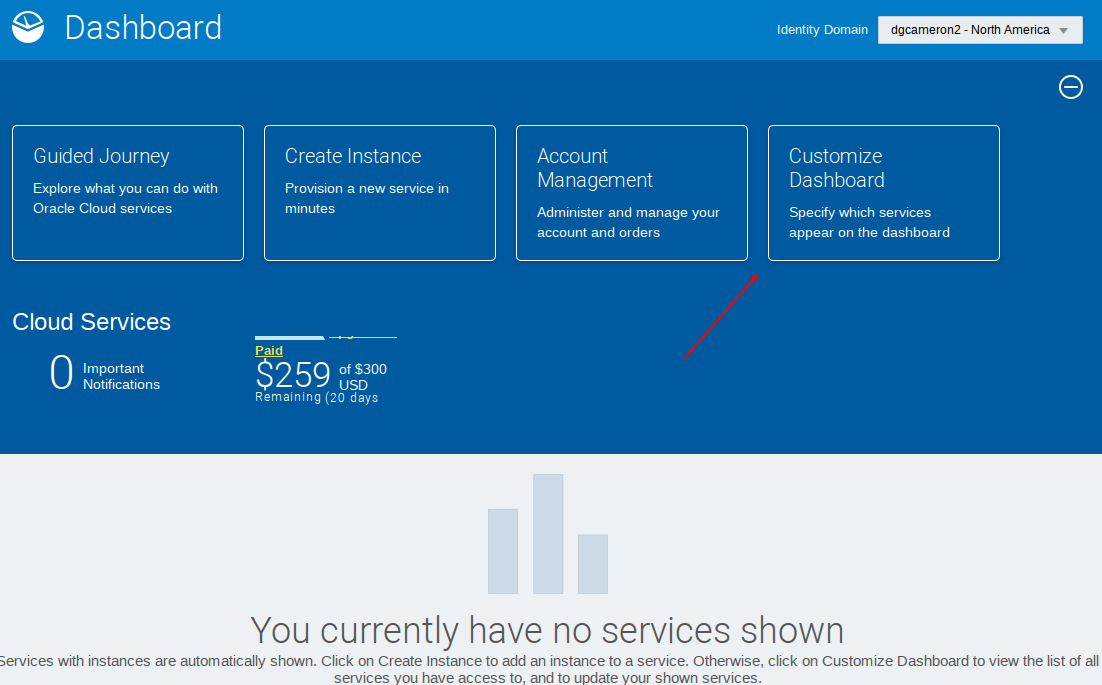 Dashboard
Identity Domain
dgcameron2 - North America
Guided Journey
Explore what you can do with
Oracle Cloud services
Create Instance
Provision a new service in
minutes
Account
Management
Administer and manage your
account and orders
Customize
Dashboard
Specify which services
appear on the dashboard
Cloud Services
0 Important
Notifications
Paid
$259 of $300
USD
Remaining (20 days
You currently have no services shown
Services with instances are automatically shown. Click on Create Instance to add an instance to a service. Otherwise, click on Customize Dashboard to view the list of all
services you have access to, and to update your shown services.